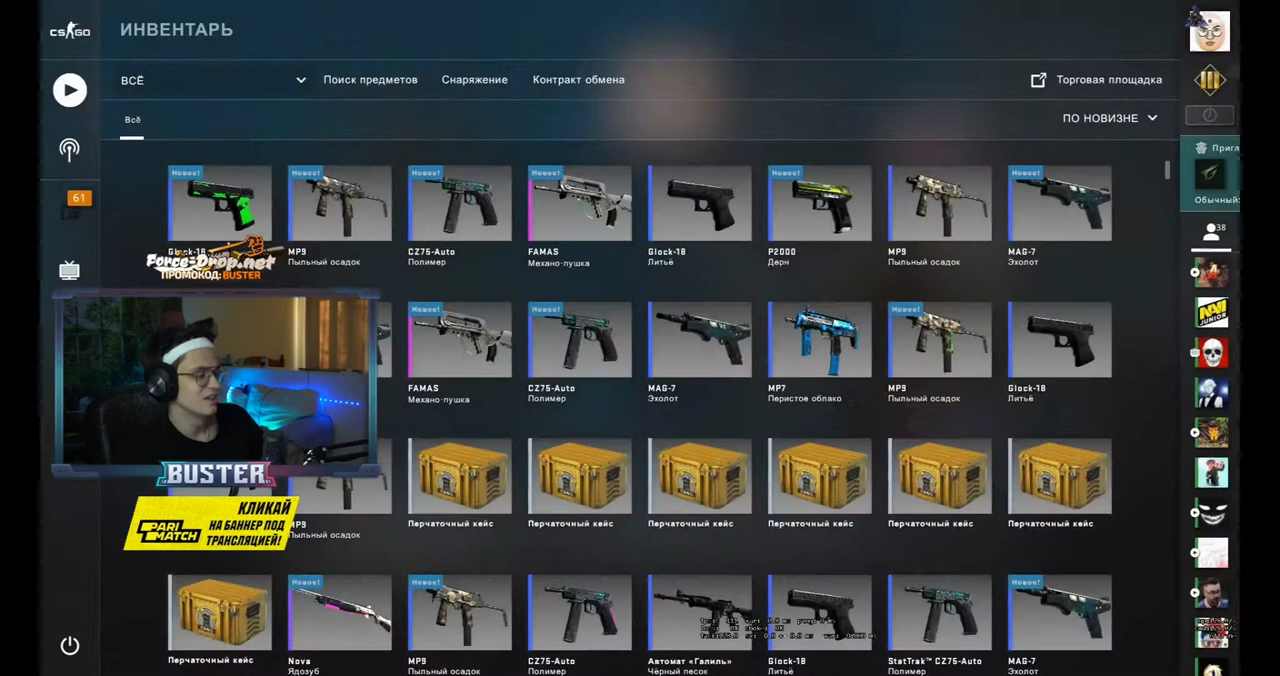 CS:GO
ИНВЕНТАРЬ
ВСЁ
Поиск предметов
Снаряжение
Контракт обмена
Торговая площадка
Всё
ПО НОВИЗНЕ
61
Пригл
Обычный:
38
Новое! Новое! Новое! Новое! Новое! Новое! Новое!
Glock-18 MP9 CZ75-Auto FAMAS Glock-18 P2000 MP9 MAG-7
Пыльный осадок Полимер Механо-пушка Литьё Дерн Пыльный осадок Эхолот
Force-Drop.net
ПРОМОКОД: BUSTER
Новое! Новое! Новое!
FAMAS CZ75-Auto MAG-7 MP7 MP9 Glock-18
Механо-пушка Полимер Эхолот Перистое облако Пыльный осадок Литьё
BUSTER
КЛИКАЙ
НА БАННЕР ПОД
ТРАНСЛЯЦИЕЙ!
PARI
MATCH
NAVI
JUNIOR
MP9 Перчаточный кейс Перчаточный кейс Перчаточный кейс Перчаточный кейс Перчаточный кейс Перчаточный кейс
Пыльный осадок
Новое! Новое! Новое!
Перчаточный кейс Nova MP9 CZ75-Auto Автомат «Галиль» Glock-18 StatTrak™ CZ75-Auto MAG-7
Ядозуб Пыльный осадок Полимер Чёрный песок Литьё Полимер Эхолот